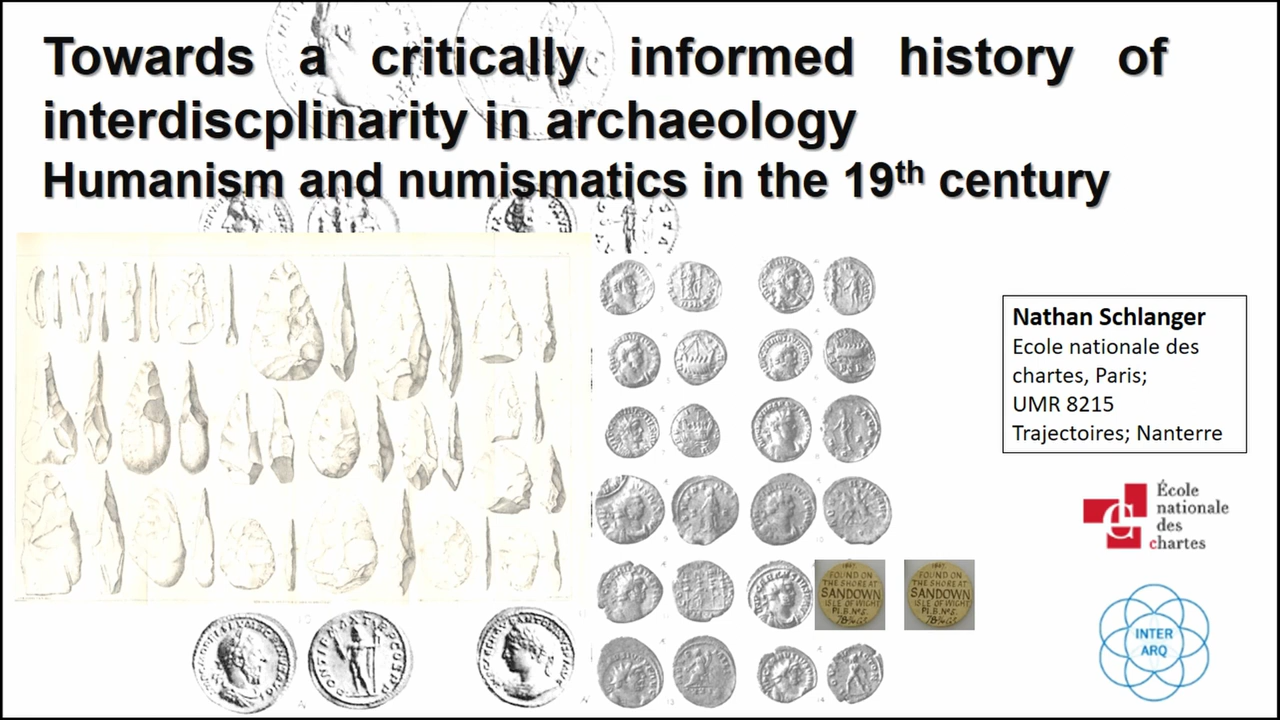 Towards a critically informed history of
interdiscplinarity in archaeology
Humanism and numismatics in the 19th century
Nathan Schlanger
Ecole nationale des
chartes, Paris;
UMR 8215
Trajectoires; Nanterre
École
nationale
des
chartes
FOUND ON
THE SHORE AT
SANDOWN
ISLE OF WIGHT
FOUND ON
THE SHORE AT
SANDOWN
ISLE OF WIGHT
INTER
ARQ